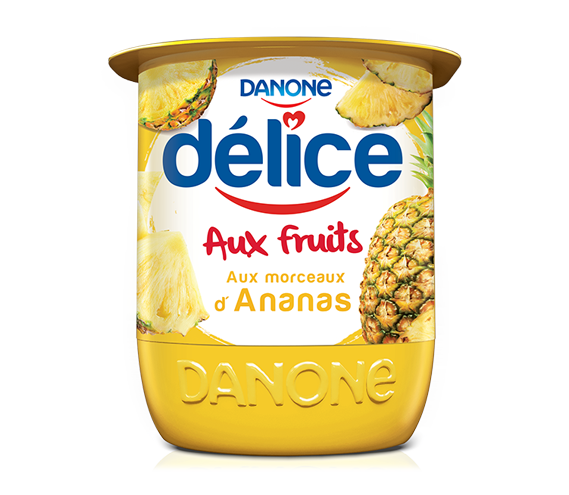 DANONE
délice
Aux fruits
Aux morceaux
d'Ananas
DANONE